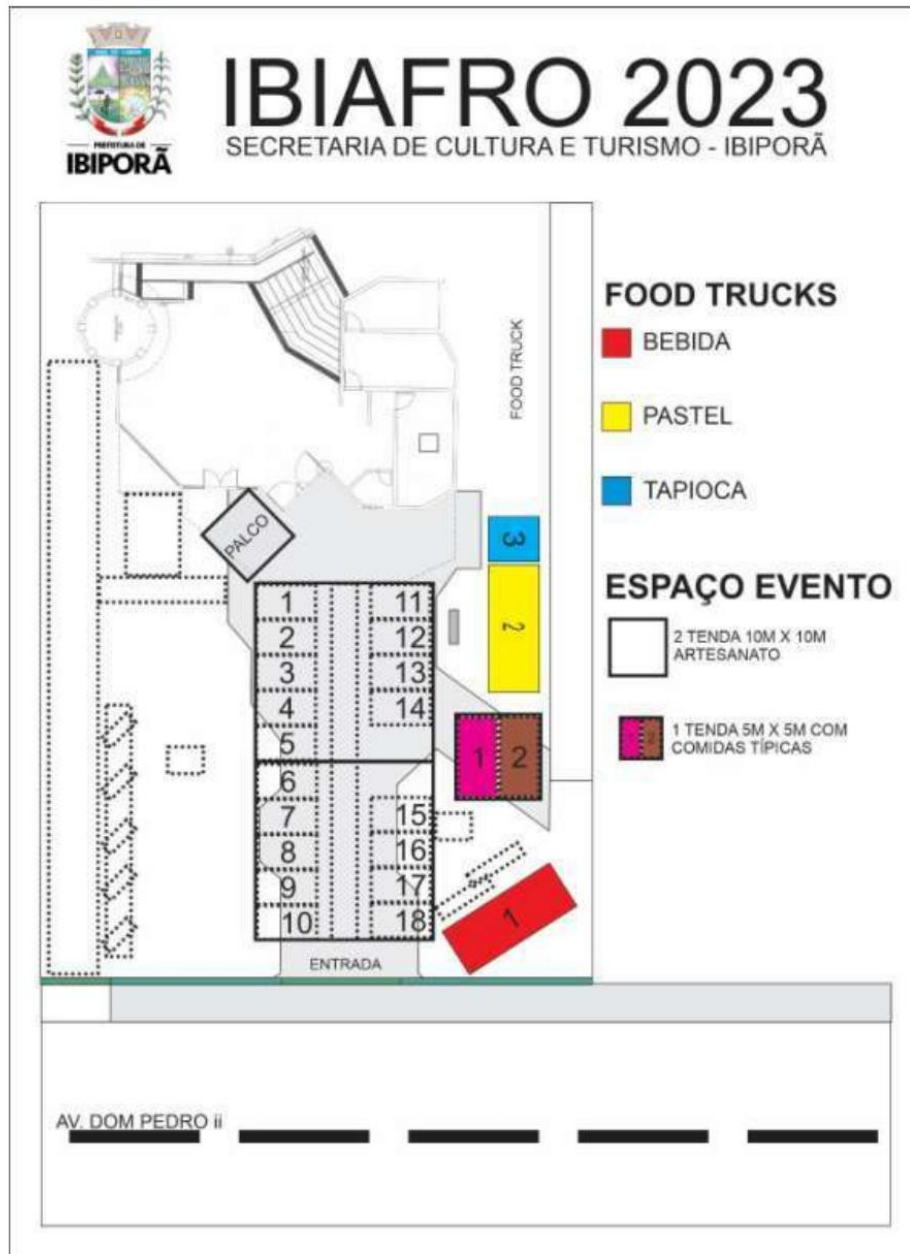 PREFEITURA DE
IBIPORÃ
IBIAFRO 2023
SECRETARIA DE CULTURA E TURISMO - IBIPORÃ
FOOD TRUCK
FOOD TRUCKS
BEBIDA
PASTEL
TAPIOCA
ESPAÇO EVENTO
2 TENDA 10M X 10M
ARTESANATO
1 TENDA 5M X 5M COM
COMIDAS TÍPICAS
PALCO
3
2
1 11
2 12
3 13
4 14
5
6
7 15
8 16
9 17
10 18
1 2
1
ENTRADA
AV. DOM PEDRO ii